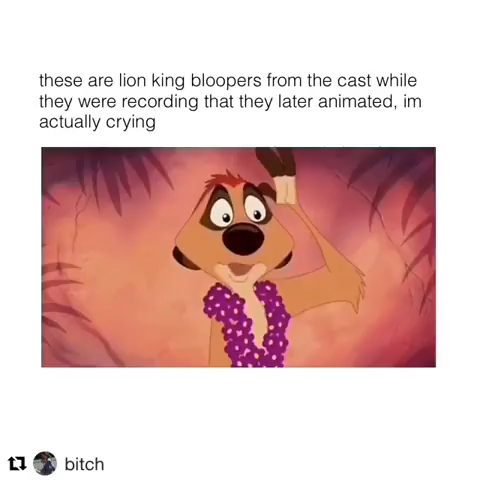 these are lion king bloopers from the cast while
they were recording that they later animated, im
actually crying
bitch